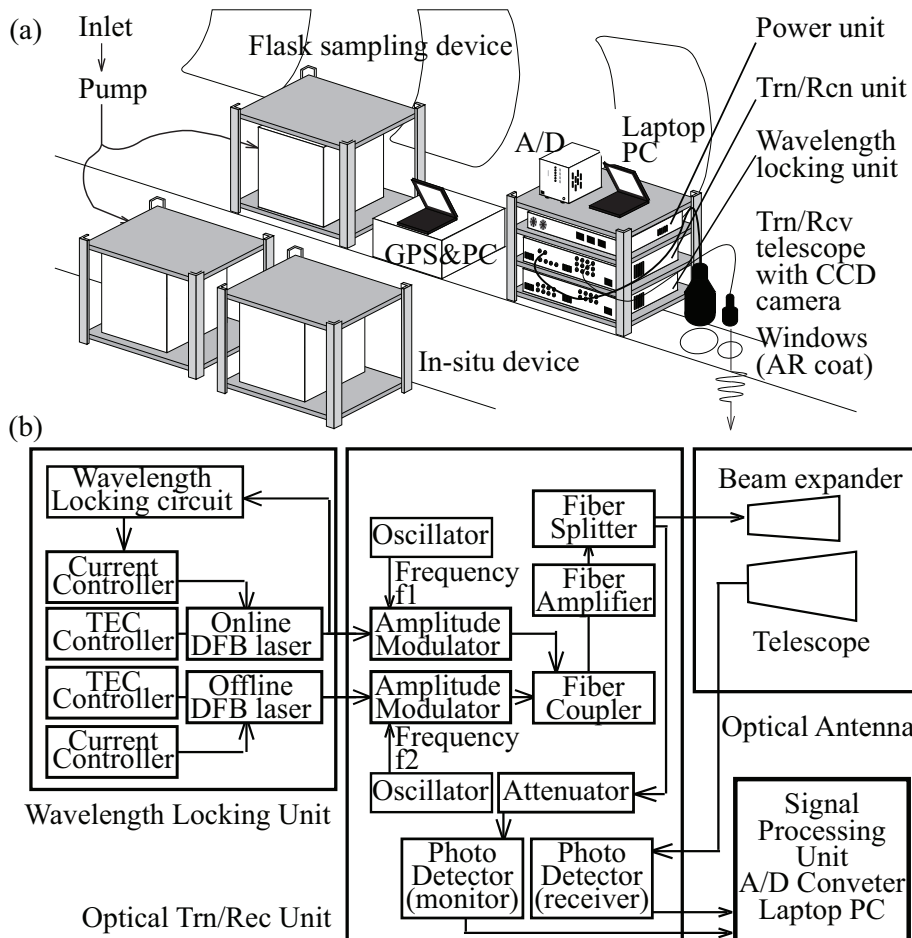 (a)
Inlet
Pump
Flask sampling device
A/D
Laptop
PC
GPS&PC
In-situ device
Power unit
Trn/Rcn unit
Wavelength
locking unit
Trn/Rcv
telescope
with CCD
camera
Windows
(AR coat)
(b)
Wavelength
Locking circuit
Current
Controller
TEC
Controller
Online
DFB laser
TEC
Controller
Offline
DFB laser
Current
Controller
Wavelength Locking Unit
Oscillator
Frequency
f1
Amplitude
Modulator
Amplitude
Modulator
Frequency
f2
Oscillator
Fiber
Splitter
Fiber
Amplifier
Fiber
Coupler
Attenuator
Photo
Detector
(monitor)
Photo
Detector
(receiver)
Optical Trn/Rec Unit
Beam expander
Telescope
Optical Antenna
Signal
Processing
Unit
A/D Conveter
Laptop PC